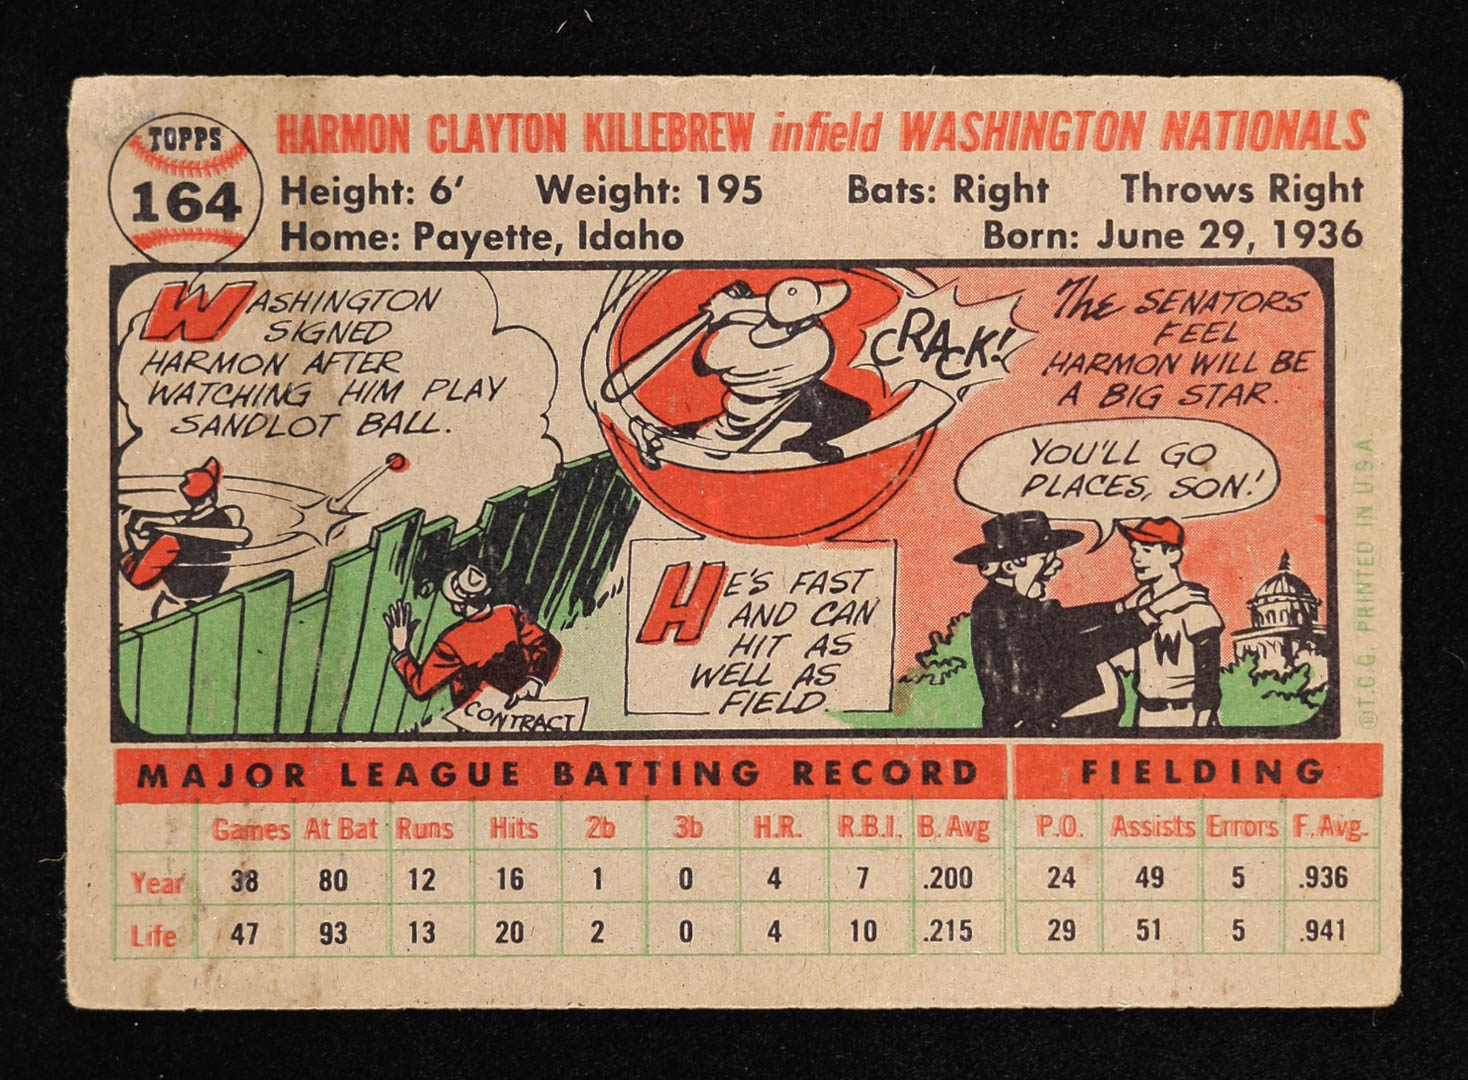 TOPPS
164
HARMON CLAYTON KILLEBREW infield WASHINGTON NATIONALS
Height: 6' Weight: 195 Bats: Right Throws Right
Home: Payette, Idaho Born: June 29, 1936
WASHINGTON
SIGNED
HARMON AFTER
WATCHING HIM PLAY
SANDLOT BALL.
CONTRACT
CRACK!
HE'S FAST
AND CAN
HIT AS
WELL AS
FIELD.
THE SENATORS
FEEL
HARMON WILL BE
A BIG STAR.
YOU'LL GO
PLACES, SON!
W
©T.C.G. PRINTED IN U.S.A.
MAJOR LEAGUE BATTING RECORD FIELDING
Games At Bat Runs Hits 2b 3b H.R. R.B.I. B. Avg P.O. Assists Errors F. Avg.
Year 38 80 12 16 1 0 4 7 .200 24 49 5 .936
Life 47 93 13 20 2 0 4 10 .215 29 51 5 .941